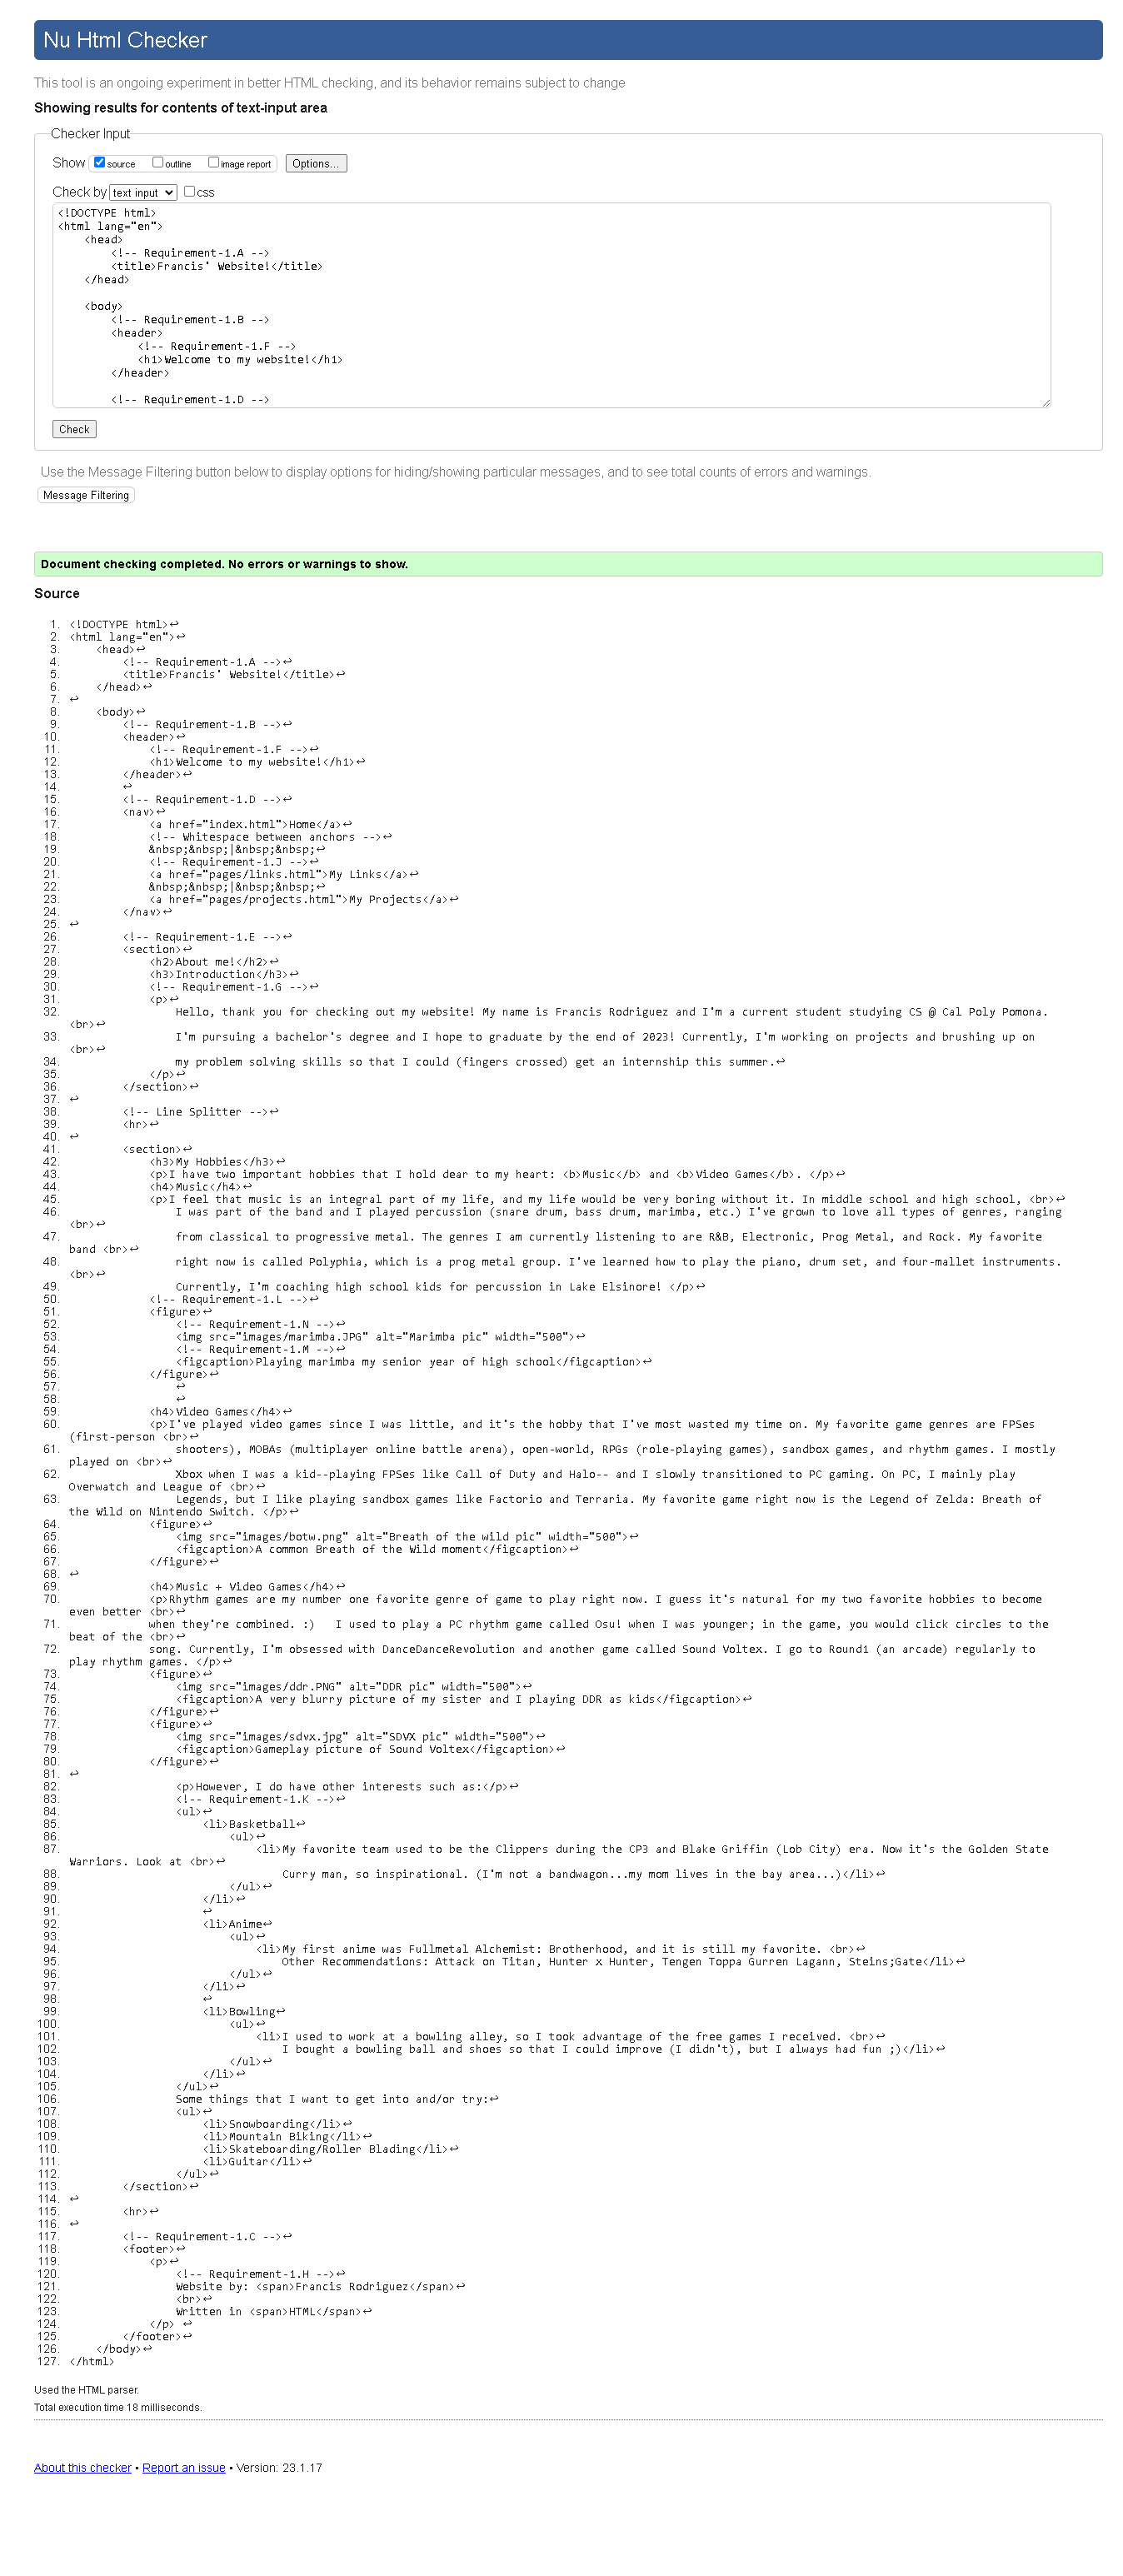 Nu Html Checker
This tool is an ongoing experiment in better HTML checking, and its behavior remains subject to change
Showing results for contents of text-input area
Checker Input
Show source outline image report Options...
Check by text input css
<!DOCTYPE html>
<html lang="en">
    <head>
        <!-- Requirement-1.A -->
        <title>Francis' Website!</title>
    </head>

    <body>
        <!-- Requirement-1.B -->
        <header>
            <!-- Requirement-1.F -->
            <h1>Welcome to my website!</h1>
        </header>

        <!-- Requirement-1.D -->
Check
Use the Message Filtering button below to display options for hiding/showing particular messages, and to see total counts of errors and warnings.
Message Filtering
Document checking completed. No errors or warnings to show.
Source
1. <!DOCTYPE html>↩
2. <html lang="en">↩
3.     <head>↩
4.         <!-- Requirement-1.A -->↩
5.         <title>Francis' Website!</title>↩
6.     </head>↩
7. ↩
8.     <body>↩
9.         <!-- Requirement-1.B -->↩
10.         <header>↩
11.             <!-- Requirement-1.F -->↩
12.             <h1>Welcome to my website!</h1>↩
13.         </header>↩
14.         ↩
15.         <!-- Requirement-1.D -->↩
16.         <nav>↩
17.             <a href="index.html">Home</a>↩
18.             <!-- Whitespace between anchors -->↩
19.             &nbsp;&nbsp;|&nbsp;&nbsp;↩
20.             <!-- Requirement-1.J -->↩
21.             <a href="pages/links.html">My Links</a>↩
22.             &nbsp;&nbsp;|&nbsp;&nbsp;↩
23.             <a href="pages/projects.html">My Projects</a>↩
24.         </nav>↩
25. ↩
26.         <!-- Requirement-1.E -->↩
27.         <section>↩
28.             <h2>About me!</h2>↩
29.             <h3>Introduction</h3>↩
30.             <!-- Requirement-1.G -->↩
31.             <p>↩
32.                 Hello, thank you for checking out my website! My name is Francis Rodriguez and I'm a current student studying CS @ Cal Poly Pomona.
<br>↩
33.                 I'm pursuing a bachelor's degree and I hope to graduate by the end of 2023! Currently, I'm working on projects and brushing up on
<br>↩
34.                 my problem solving skills so that I could (fingers crossed) get an internship this summer.↩
35.             </p>↩
36.         </section>↩
37. ↩
38.         <!-- Line Splitter -->↩
39.         <hr>↩
40. ↩
41.         <section>↩
42.             <h3>My Hobbies</h3>↩
43.             <p>I have two important hobbies that I hold dear to my heart: <b>Music</b> and <b>Video Games</b>. </p>↩
44.             <h4>Music</h4>↩
45.             <p>I feel that music is an integral part of my life, and my life would be very boring without it. In middle school and high school, <br>↩
46.                 I was part of the band and I played percussion (snare drum, bass drum, marimba, etc.) I've grown to love all types of genres, ranging
<br>↩
47.                 from classical to progressive metal. The genres I am currently listening to are R&B, Electronic, Prog Metal, and Rock. My favorite
band <br>↩
48.                 right now is called Polyphia, which is a prog metal group. I've learned how to play the piano, drum set, and four-mallet instruments.
<br>↩
49.                 Currently, I'm coaching high school kids for percussion in Lake Elsinore! </p>↩
50.             <!-- Requirement-1.L -->↩
51.             <figure>↩
52.                 <!-- Requirement-1.N -->↩
53.                 <img src="images/marimba.JPG" alt="Marimba pic" width="500">↩
54.                 <!-- Requirement-1.M -->↩
55.                 <figcaption>Playing marimba my senior year of high school</figcaption>↩
56.             </figure>↩
57.                 ↩
58.                 ↩
59.             <h4>Video Games</h4>↩
60.             <p>I've played video games since I was little, and it's the hobby that I've most wasted my time on. My favorite game genres are FPSes
(first-person <br>↩
61.                 shooters), MOBAs (multiplayer online battle arena), open-world, RPGs (role-playing games), sandbox games, and rhythm games. I mostly
played on <br>↩
62.                 Xbox when I was a kid--playing FPSes like Call of Duty and Halo-- and I slowly transitioned to PC gaming. On PC, I mainly play
Overwatch and League of <br>↩
63.                 Legends, but I like playing sandbox games like Factorio and Terraria. My favorite game right now is the Legend of Zelda: Breath of
the Wild on Nintendo Switch. </p>↩
64.             <figure>↩
65.                 <img src="images/botw.png" alt="Breath of the wild pic" width="500">↩
66.                 <figcaption>A common Breath of the Wild moment</figcaption>↩
67.             </figure>↩
68. ↩
69.             <h4>Music + Video Games</h4>↩
70.             <p>Rhythm games are my number one favorite genre of game to play right now. I guess it's natural for my two favorite hobbies to become
even better <br>↩
71.             when they're combined. :)   I used to play a PC rhythm game called Osu! when I was younger; in the game, you would click circles to the
beat of the <br>↩
72.             song. Currently, I'm obsessed with DanceDanceRevolution and another game called Sound Voltex. I go to Round1 (an arcade) regularly to
play rhythm games. </p>↩
73.             <figure>↩
74.                 <img src="images/ddr.PNG" alt="DDR pic" width="500">↩
75.                 <figcaption>A very blurry picture of my sister and I playing DDR as kids</figcaption>↩
76.             </figure>↩
77.             <figure>↩
78.                 <img src="images/sdvx.jpg" alt="SDVX pic" width="500">↩
79.                 <figcaption>Gameplay picture of Sound Voltex</figcaption>↩
80.             </figure>↩
81. ↩
82.                 <p>However, I do have other interests such as:</p>↩
83.                 <!-- Requirement-1.K -->↩
84.                 <ul>↩
85.                     <li>Basketball↩
86.                         <ul>↩
87.                             <li>My favorite team used to be the Clippers during the CP3 and Blake Griffin (Lob City) era. Now it's the Golden State
Warriors. Look at <br>↩
88.                                 Curry man, so inspirational. (I'm not a bandwagon...my mom lives in the bay area...)</li>↩
89.                         </ul>↩
90.                     </li>↩
91.                     ↩
92.                     <li>Anime↩
93.                         <ul>↩
94.                             <li>My first anime was Fullmetal Alchemist: Brotherhood, and it is still my favorite. <br>↩
95.                                 Other Recommendations: Attack on Titan, Hunter x Hunter, Tengen Toppa Gurren Lagann, Steins;Gate</li>↩
96.                         </ul>↩
97.                     </li>↩
98.                     ↩
99.                     <li>Bowling↩
100.                         <ul>↩
101.                             <li>I used to work at a bowling alley, so I took advantage of the free games I received. <br>↩
102.                                 I bought a bowling ball and shoes so that I could improve (I didn't), but I always had fun ;)</li>↩
103.                         </ul>↩
104.                     </li>↩
105.                 </ul>↩
106.                 Some things that I want to get into and/or try:↩
107.                 <ul>↩
108.                     <li>Snowboarding</li>↩
109.                     <li>Mountain Biking</li>↩
110.                     <li>Skateboarding/Roller Blading</li>↩
111.                     <li>Guitar</li>↩
112.                 </ul>↩
113.         </section>↩
114. ↩
115.         <hr>↩
116. ↩
117.         <!-- Requirement-1.C -->↩
118.         <footer>↩
119.             <p>↩
120.                 <!-- Requirement-1.H -->↩
121.                 Website by: <span>Francis Rodriguez</span>↩
122.                 <br>↩
123.                 Written in <span>HTML</span>↩
124.             </p> ↩
125.         </footer>↩
126.     </body>↩
127. </html>
Used the HTML parser.
Total execution time 18 milliseconds.
About this checker • Report an issue • Version: 23.1.17